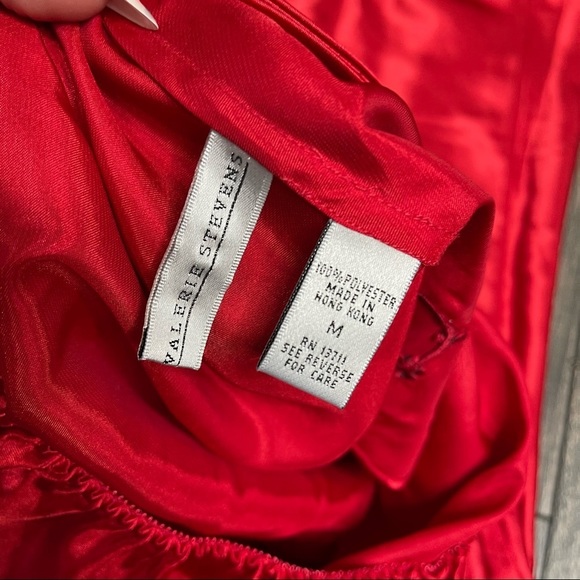 VALERIE STEVENS
100% POLYESTER
MADE IN
HONG KONG
M
RN 13711
SEE REVERSE
FOR CARE